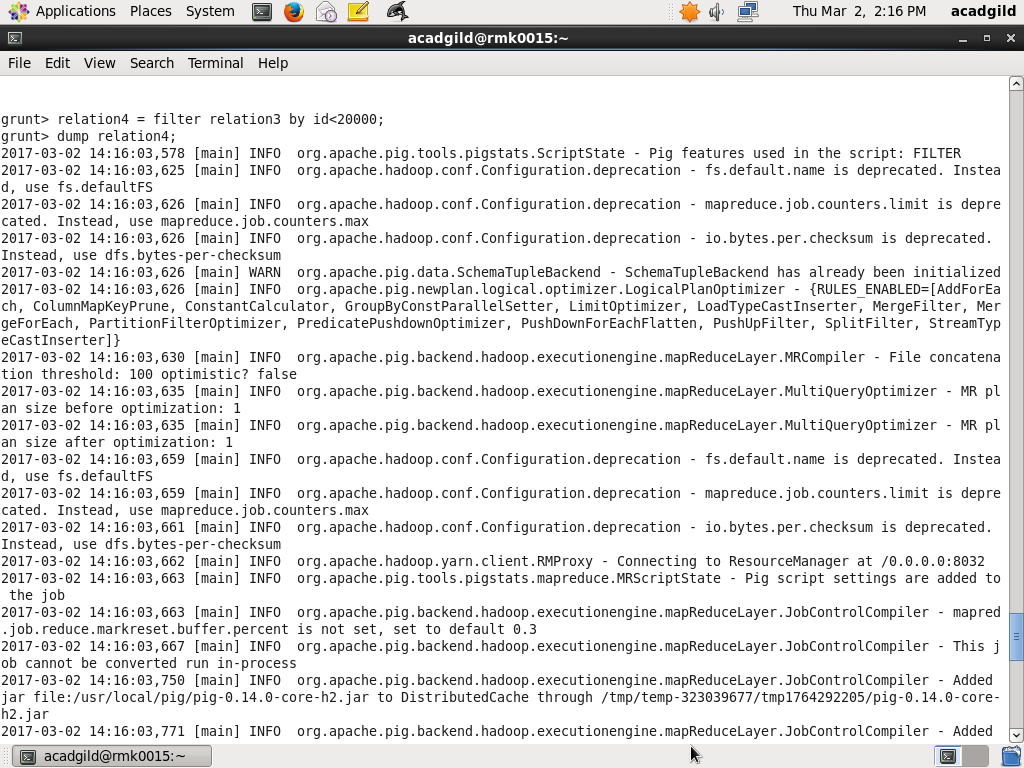 Applications Places System Thu Mar 2, 2:16 PM acadgild
acadgild@rmk0015:~
File Edit View Search Terminal Help
grunt> relation4 = filter relation3 by id<20000;
grunt> dump relation4;
2017-03-02 14:16:03,578 [main] INFO  org.apache.pig.tools.pigstats.ScriptState - Pig features used in the script: FILTER
2017-03-02 14:16:03,625 [main] INFO  org.apache.hadoop.conf.Configuration.deprecation - fs.default.name is deprecated. Instea
d, use fs.defaultFS
2017-03-02 14:16:03,626 [main] INFO  org.apache.hadoop.conf.Configuration.deprecation - mapreduce.job.counters.limit is depre
cated. Instead, use mapreduce.job.counters.max
2017-03-02 14:16:03,626 [main] INFO  org.apache.hadoop.conf.Configuration.deprecation - io.bytes.per.checksum is deprecated.
Instead, use dfs.bytes-per-checksum
2017-03-02 14:16:03,626 [main] WARN  org.apache.pig.data.SchemaTupleBackend - SchemaTupleBackend has already been initialized
2017-03-02 14:16:03,626 [main] INFO  org.apache.pig.newplan.logical.optimizer.LogicalPlanOptimizer - {RULES_ENABLED=[AddForEa
ch, ColumnMapKeyPrune, ConstantCalculator, GroupByConstParallelSetter, LimitOptimizer, LoadTypeCastInserter, MergeFilter, Mer
geForEach, PartitionFilterOptimizer, PredicatePushdownOptimizer, PushDownForEachFlatten, PushUpFilter, SplitFilter, StreamTyp
eCastInserter]}
2017-03-02 14:16:03,630 [main] INFO  org.apache.pig.backend.hadoop.executionengine.mapReduceLayer.MRCompiler - File concatena
tion threshold: 100 optimistic? false
2017-03-02 14:16:03,635 [main] INFO  org.apache.pig.backend.hadoop.executionengine.mapReduceLayer.MultiQueryOptimizer - MR pl
an size before optimization: 1
2017-03-02 14:16:03,635 [main] INFO  org.apache.pig.backend.hadoop.executionengine.mapReduceLayer.MultiQueryOptimizer - MR pl
an size after optimization: 1
2017-03-02 14:16:03,659 [main] INFO  org.apache.hadoop.conf.Configuration.deprecation - fs.default.name is deprecated. Instea
d, use fs.defaultFS
2017-03-02 14:16:03,659 [main] INFO  org.apache.hadoop.conf.Configuration.deprecation - mapreduce.job.counters.limit is depre
cated. Instead, use mapreduce.job.counters.max
2017-03-02 14:16:03,661 [main] INFO  org.apache.hadoop.conf.Configuration.deprecation - io.bytes.per.checksum is deprecated.
Instead, use dfs.bytes-per-checksum
2017-03-02 14:16:03,662 [main] INFO  org.apache.hadoop.yarn.client.RMProxy - Connecting to ResourceManager at /0.0.0.0:8032
2017-03-02 14:16:03,663 [main] INFO  org.apache.pig.tools.pigstats.mapreduce.MRScriptState - Pig script settings are added to
 the job
2017-03-02 14:16:03,663 [main] INFO  org.apache.pig.backend.hadoop.executionengine.mapReduceLayer.JobControlCompiler - mapred
.job.reduce.markreset.buffer.percent is not set, set to default 0.3
2017-03-02 14:16:03,667 [main] INFO  org.apache.pig.backend.hadoop.executionengine.mapReduceLayer.JobControlCompiler - This j
ob cannot be converted run in-process
2017-03-02 14:16:03,750 [main] INFO  org.apache.pig.backend.hadoop.executionengine.mapReduceLayer.JobControlCompiler - Added
jar file:/usr/local/pig/pig-0.14.0-core-h2.jar to DistributedCache through /tmp/temp-323039677/tmp1764292205/pig-0.14.0-core-
h2.jar
2017-03-02 14:16:03,771 [main] INFO  org.apache.pig.backend.hadoop.executionengine.mapReduceLayer.JobControlCompiler - Added
acadgild@rmk0015:~